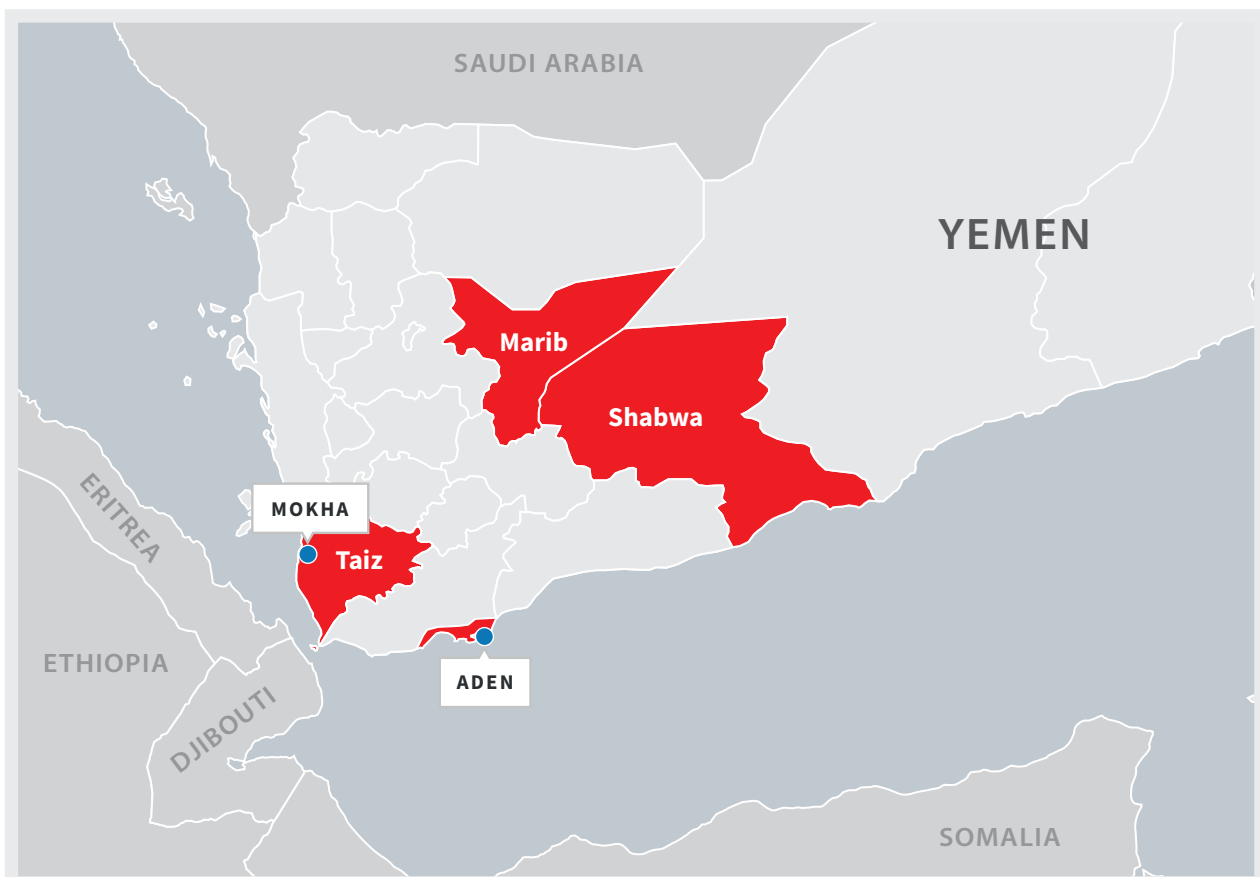 SAUDI ARABIA
YEMEN
Marib
Shabwa
ERITREA
MOKHA
Taiz
ETHIOPIA
ADEN
DJIBOUTI
SOMALIA